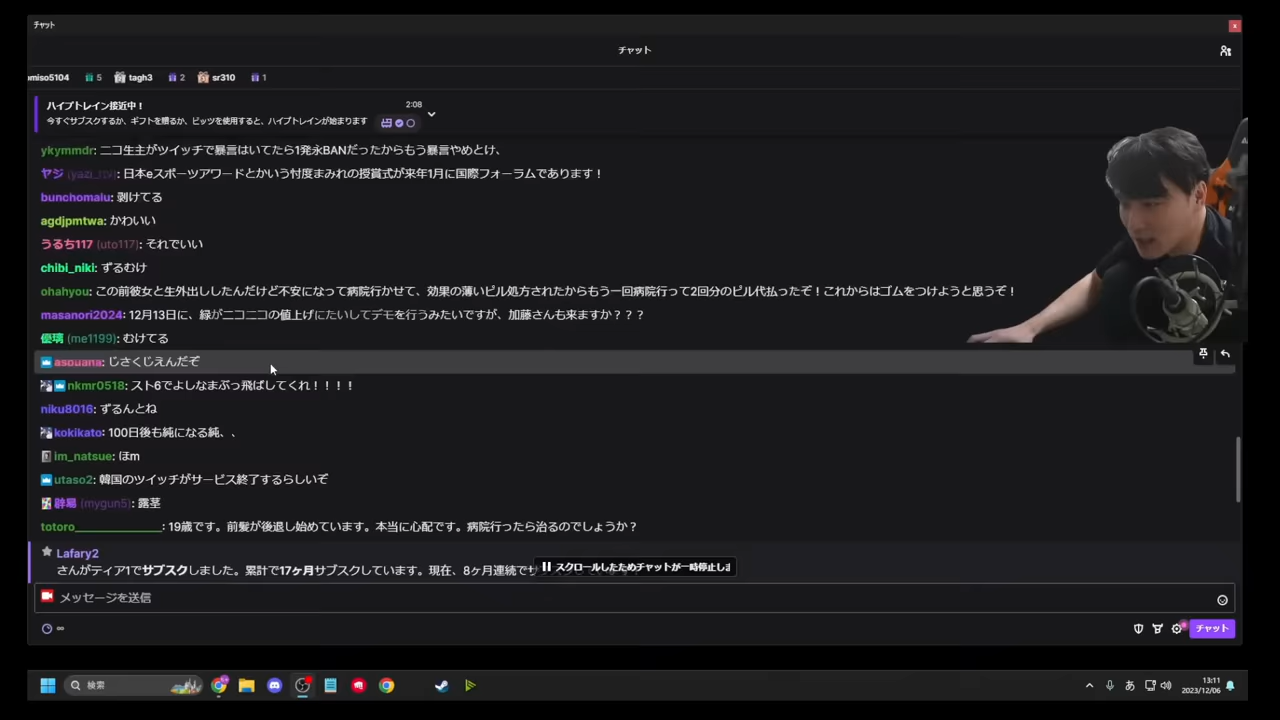 チャット
チャット
omiso5104 5 tagh3 2 sr310 1
ハイプトレイン接近中！ 2:08
今すぐサブスクするか、ギフトを贈るか、ビッツを使用すると、ハイプトレインが始まります
ykymmdr: ニコ生主がツイッチで暴言はいてたら1発永BANだったからもう暴言やめとけ、
ヤジ : 日本eスポーツアワードとかいう忖度まみれの授賞式が来年1月に国際フォーラムであります！
bunchomaiu: 剥けてる
agdjpmtwa: かわいい
うるち117 (uto117): それでいい
chibi_niki: ずるむけ
ohahyou: この前彼女と生外出ししたんだけど不安になって病院行かせて、効果の薄いピル処方されたからもう一回病院行って2回分のピル代払ったぞ！これからはゴムをつけようと思うぞ！
masanori2024: 12月13日に、緑がニコニコの値上げにたいしてデモを行うみたいですが、加藤さんも来ますか？？？
優璃 (me1199): むけてる
asouana: じさくじえんだぞ
nkmr0518: スト6でよしなまぶっ飛ばしてくれ！！！！
niku8016: ずるんとね
kokikato: 100日後も純になる純、、
im_natsue: ほm
utaso2: 韓国のツイッチがサービス終了するらしいぞ
(mygun5): 露茎
totoro______________: 19歳です。前髪が後退し始めています。本当に心配です。病院行ったら治るのでしょうか？
Lafary2
さんがティア1でサブスクしました。累計で17ヶ月サブスクしています。現在、8ヶ月連続でサ
スクロールしたためチャットが一時停止しま
メッセージを送信
チャット
検索
あ
13:11
2023/12/06